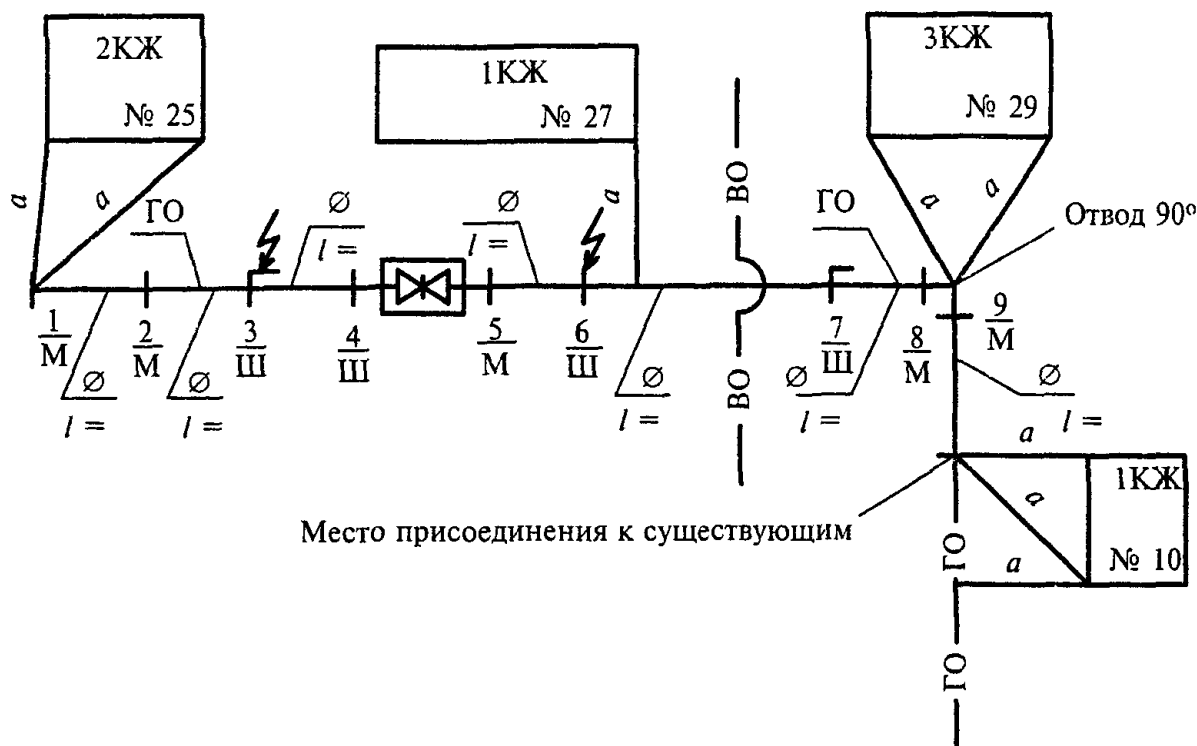 2КЖ
№ 25
1КЖ
№ 27
3КЖ
№ 29
а
а
ГО
∅
l =
∅
l =
а
ВО
ГО
а
а
Отвод 90°
1
М
2
М
3
Ш
4
Ш
5
М
6
Ш
7
Ш
8
М
9
М
∅
l =
∅
l =
∅
l =
ВО
∅
l =
∅
l =
а
1КЖ
№ 10
а
а
Место присоединения к существующим
ГО
ГО